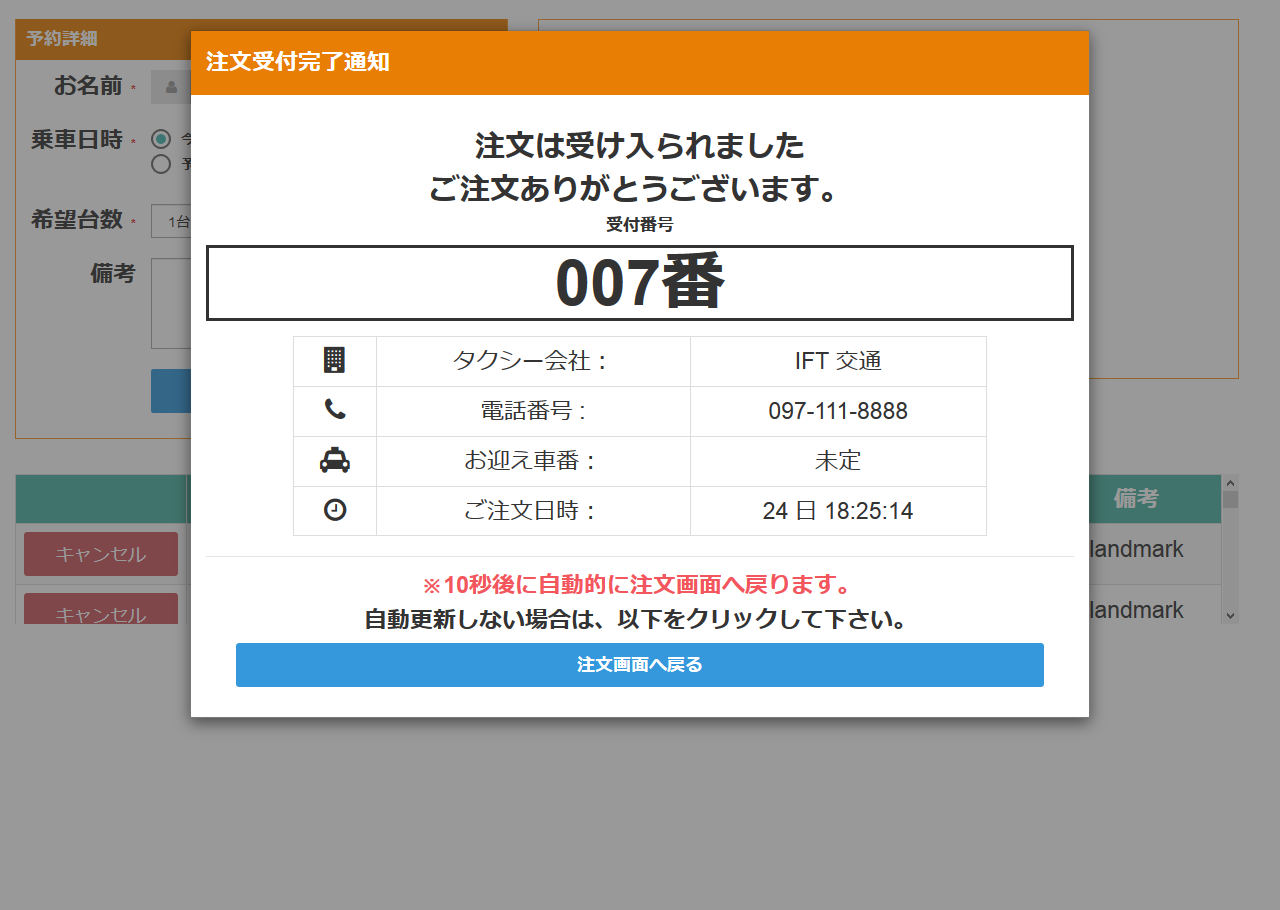 予約詳細
注文受付完了通知
お名前 *
乗車日時 *
希望台数 *
1台
備考
注文は受け入れました
ご注文ありがとうございます。
受付番号
007番
タクシー会社： IFT 交通
電話番号： 097-111-8888
お迎え車番： 未定
ご注文日時： 24 日 18:25:14
※10秒後に自動的に注文画面へ戻ります。
自動更新しない場合は、以下をクリックして下さい。
注文画面へ戻る
備考
キャンセル
landmark
キャンセル
landmark